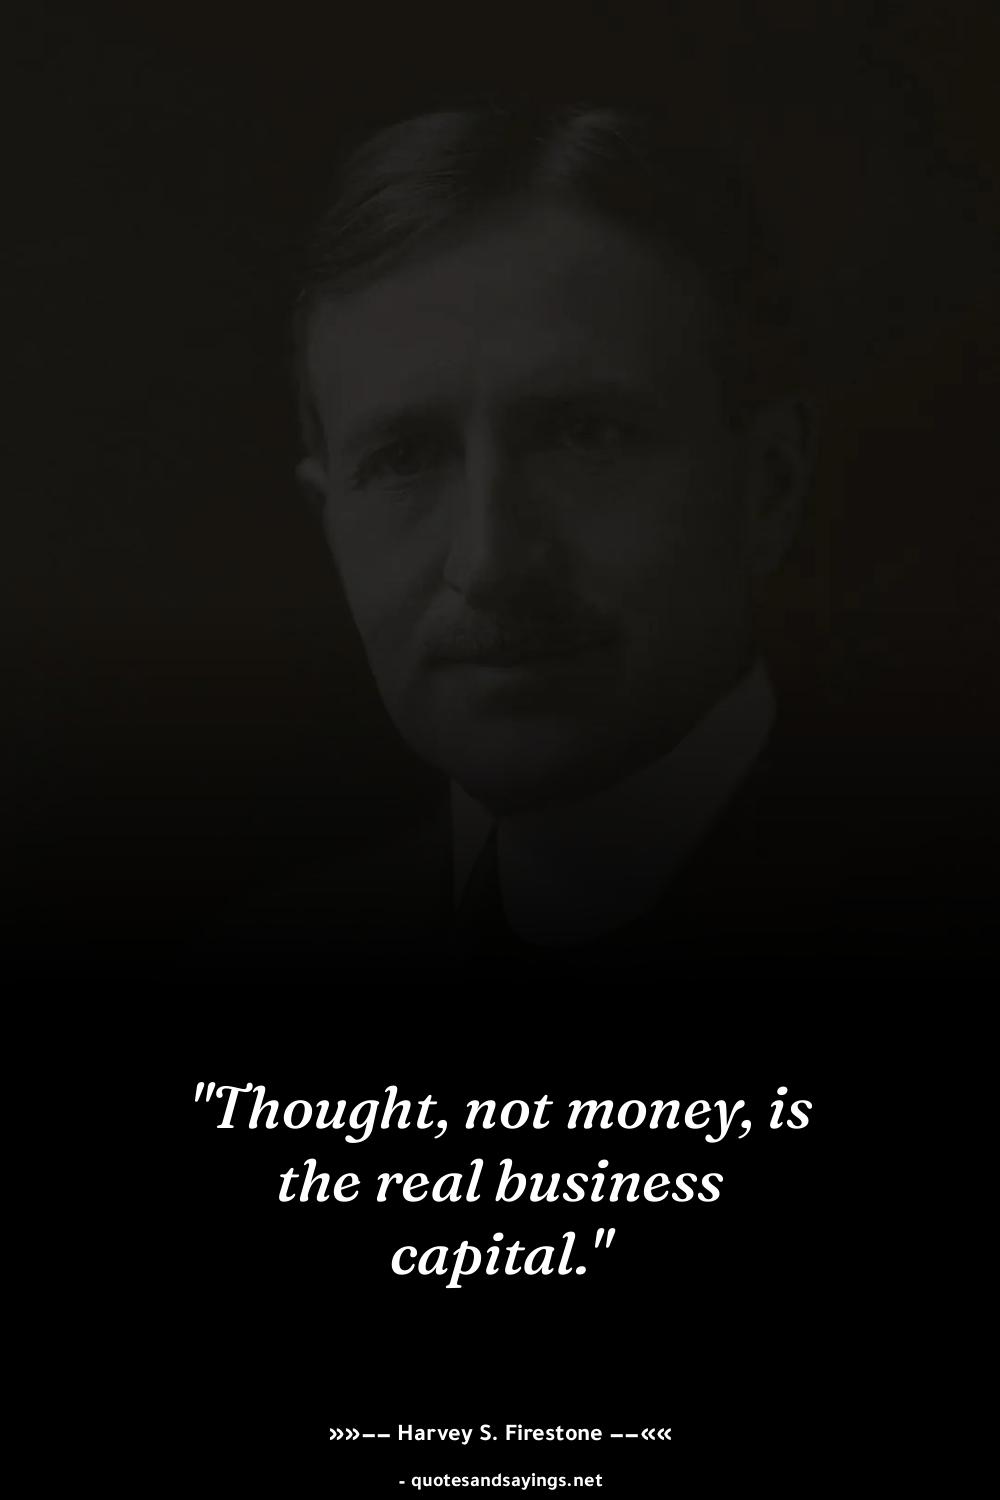 "Thought, not money, is
the real business
capital."
»»–– Harvey S. Firestone ––««
- quotesandsayings.net